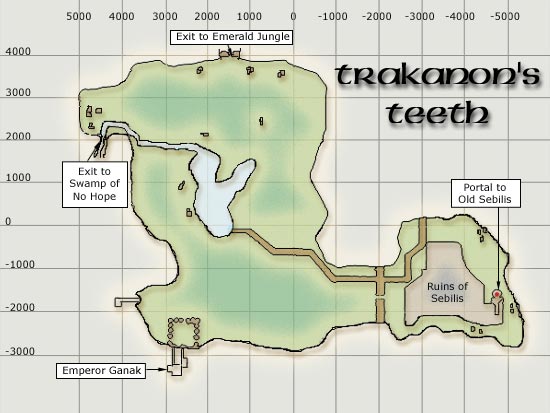 5000 4000 3000 2000 1000 0 -1000 -2000 -3000 -4000 -5000
Exit to Emerald Jungle
4000
Trakanon's
Teeth
3000
2000
Exit to
Swamp of
No Hope
1000
Portal to
Old Sebilis
0
-1000
Ruins of
Sebilis
-2000
-3000
Emperor Ganak